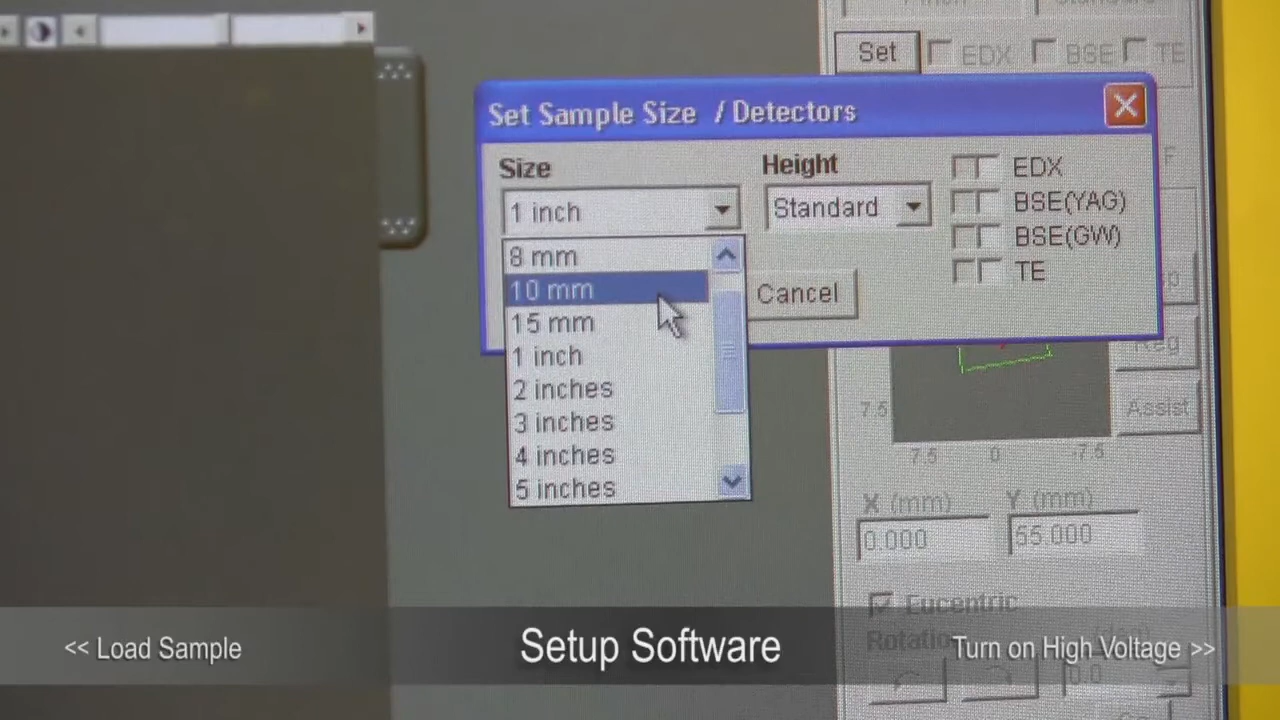 Set
EDX
BSE
TE
Set Sample Size / Detectors
Size
Height
1 inch
Standard
EDX
BSE(YAG)
BSE(GW)
TE
8 mm
10 mm
15 mm
1 inch
2 inches
3 inches
4 inches
5 inches
Cancel
Reg
Assist
7.5
7.5
0
-7.5
X (mm)
Y (mm)
0.000
55.000
Eucentric
<< Load Sample
Setup Software
Turn on High Voltage >>